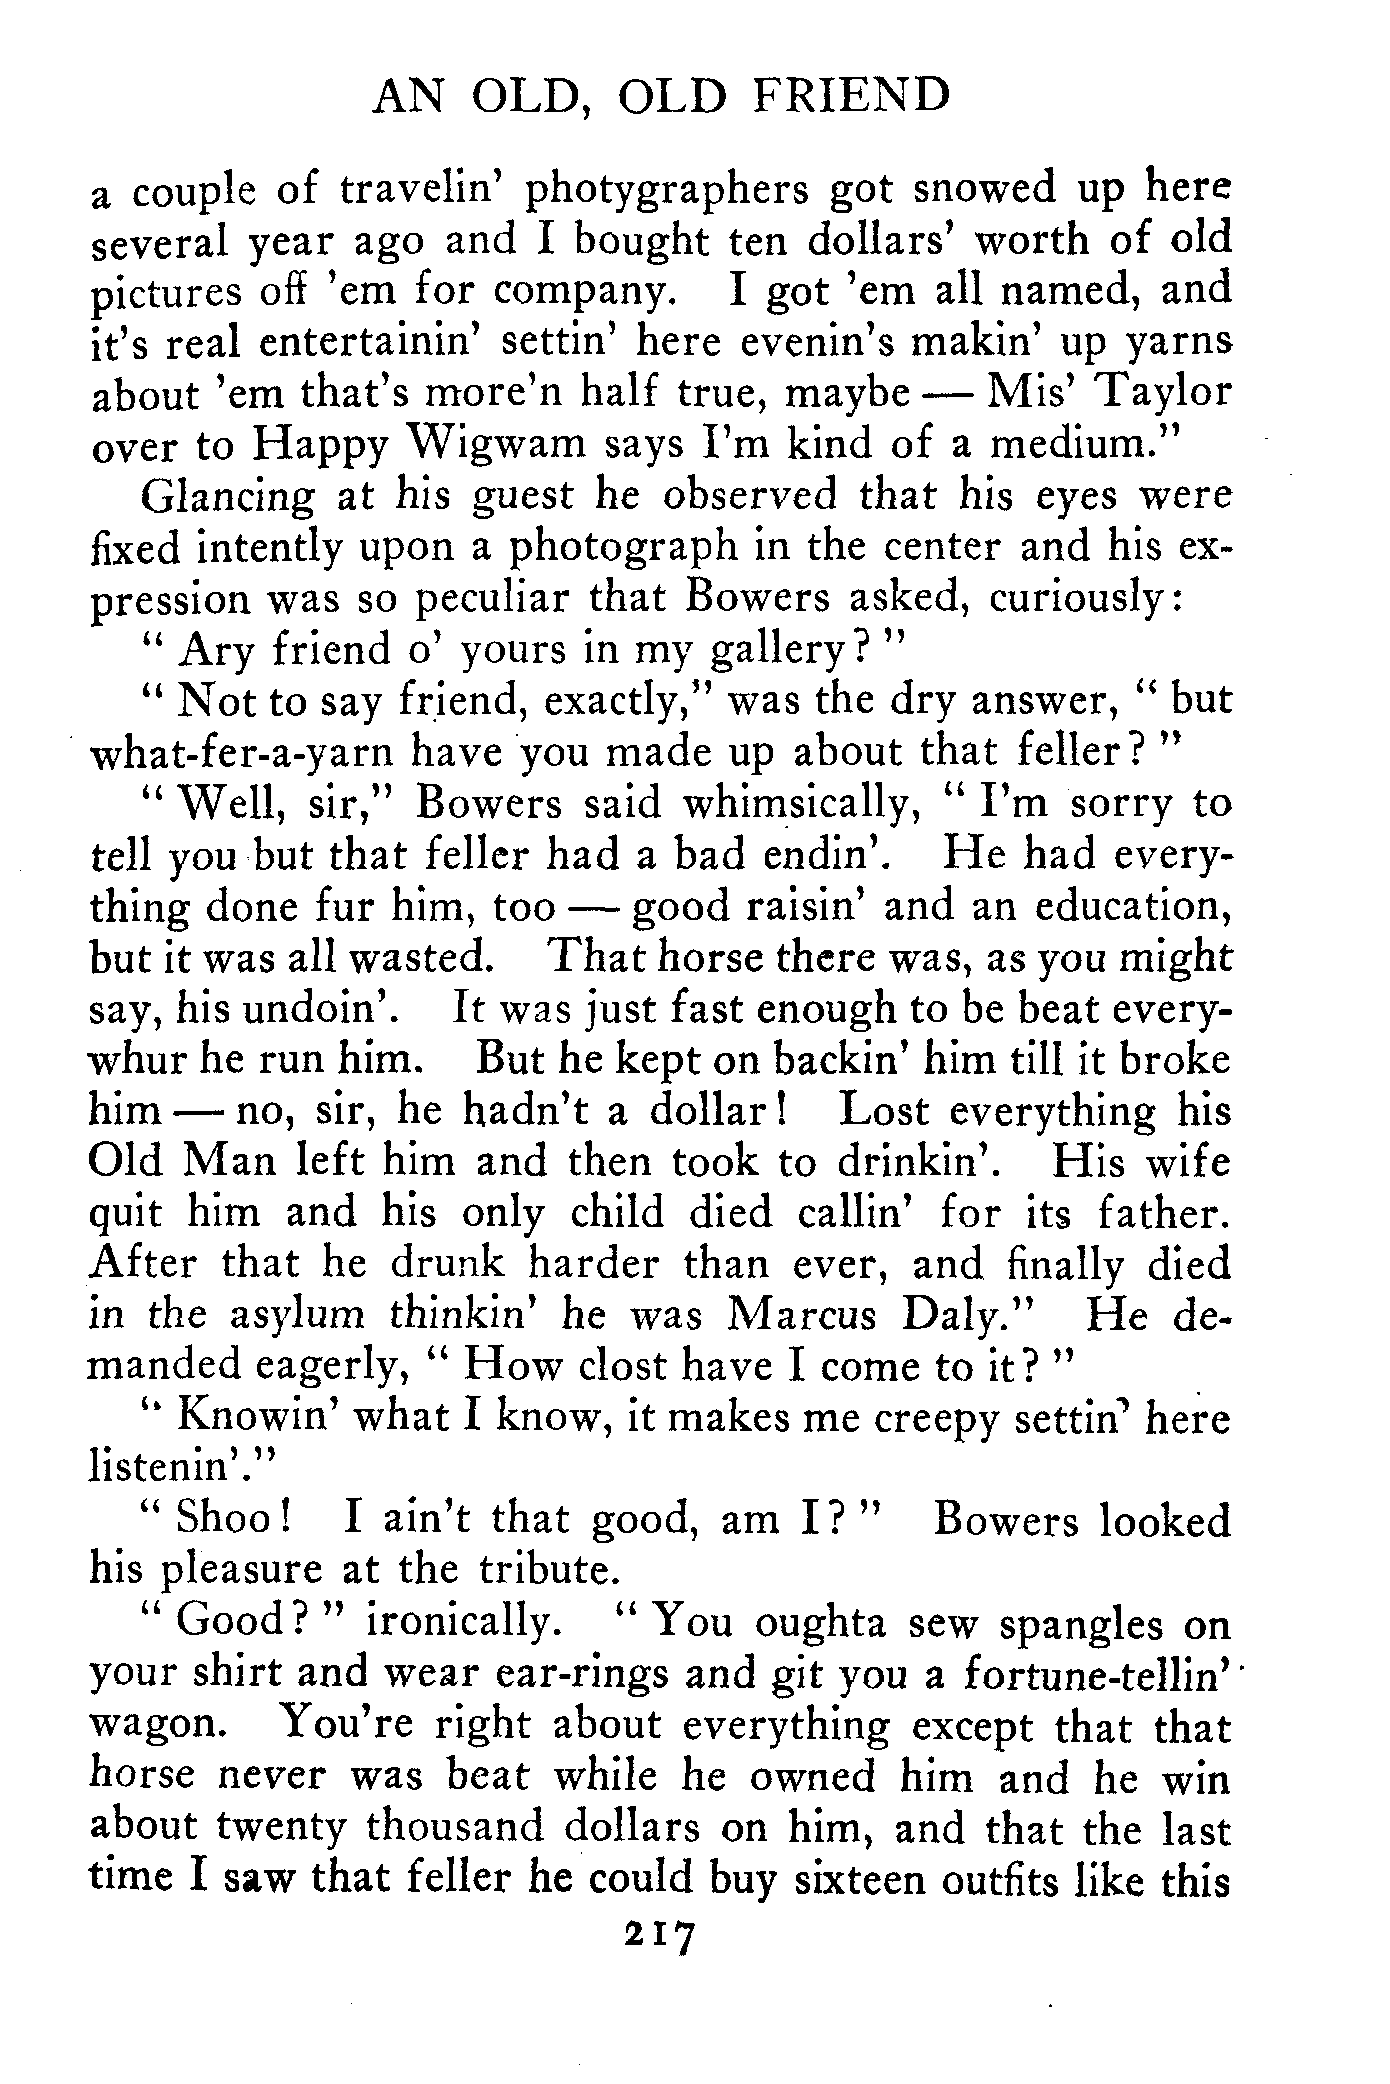 AN OLD, OLD FRIEND
a couple of travelin' photygraphers got snowed up here
several year ago and I bought ten dollars' worth of old
pictures off 'em for company. I got 'em all named, and
it's real entertainin' settin' here evenin's makin' up yarns
about 'em that's more'n half true, maybe — Mis' Taylor
over to Happy Wigwam says I'm kind of a medium."
Glancing at his guest he observed that his eyes were
fixed intently upon a photograph in the center and his ex-
pression was so peculiar that Bowers asked, curiously:
" Ary friend o' yours in my gallery? "
" Not to say friend, exactly," was the dry answer, " but
what-fer-a-yarn have you made up about that feller? "
" Well, sir," Bowers said whimsically, " I'm sorry to
tell you but that feller had a bad endin'. He had every-
thing done fur him, too — good raisin' and an education,
but it was all wasted. That horse there was, as you might
say, his undoin'. It was just fast enough to be beat every-
whur he run him. But he kept on backin' him till it broke
him — no, sir, he hadn't a dollar! Lost everything his
Old Man left him and then took to drinkin'. His wife
quit him and his only child died callin' for its father.
After that he drunk harder than ever, and finally died
in the asylum thinkin' he was Marcus Daly." He de-
manded eagerly, " How clost have I come to it? "
" Knowin' what I know, it makes me creepy settin' here
listenin'."
" Shoo! I ain't that good, am I? " Bowers looked
his pleasure at the tribute.
" Good? " ironically. " You oughta sew spangles on
your shirt and wear ear-rings and git you a fortune-tellin'
wagon. You're right about everything except that that
horse never was beat while he owned him and he win
about twenty thousand dollars on him, and that the last
time I saw that feller he could buy sixteen outfits like this
217